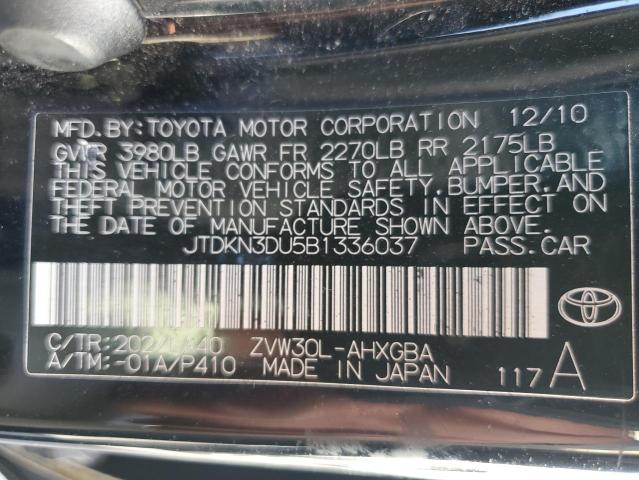 MFD.BY:TOYOTA MOTOR CORPORATION 12/10
GVWR 3980LB GAWR FR 2270LB RR 2175LB
THIS VEHICLE CONFORMS TO ALL APPLICABLE
FEDERAL MOTOR VEHICLE SAFETY,BUMPER,AND
THEFT PREVENTION STANDARDS IN EFFECT ON
THE DATE OF MANUFACTURE SHOWN ABOVE.
JTDKN3DU5B1336037 PASS.CAR
C/TR:202/LA40 ZVW30L-AHXGBA
A/TM:-01A/P410 MADE IN JAPAN 117A